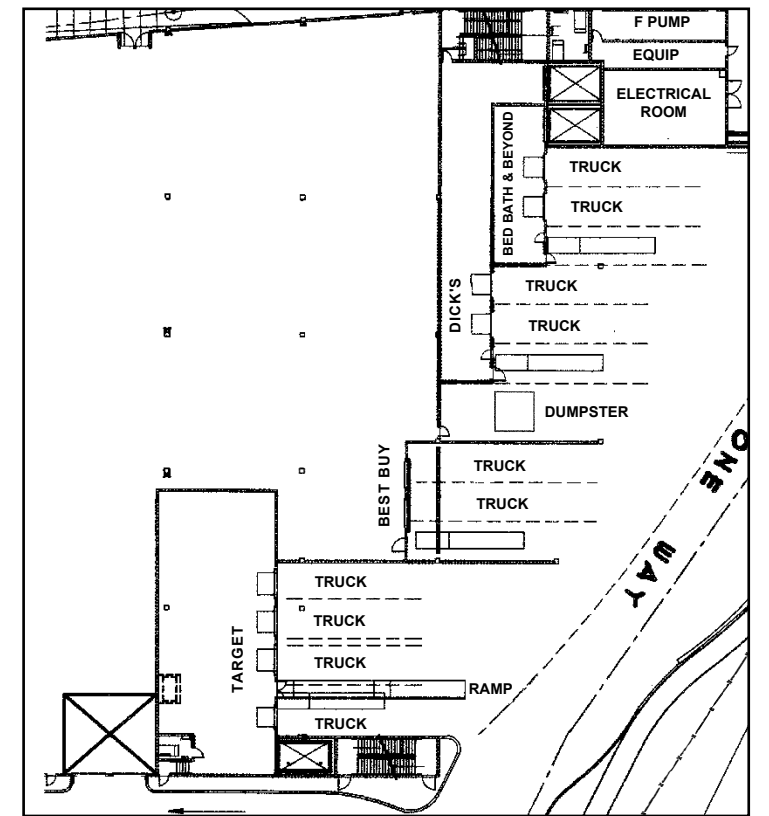 F PUMP
EQUIP
ELECTRICAL
ROOM
BED BATH & BEYOND
TRUCK
TRUCK
DICK'S
TRUCK
TRUCK
DUMPSTER
ONE WAY
BEST BUY
TRUCK
TRUCK
TARGET
TRUCK
TRUCK
TRUCK
RAMP
TRUCK